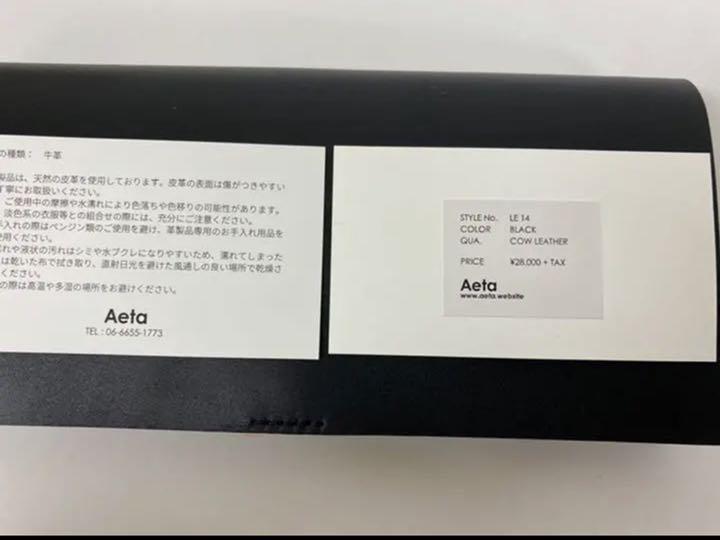 の種類： 牛革
製品は、天然の皮革を使用しております。皮革の表面は傷がつきやすい
丁寧にお取扱いください。
ご使用中の摩擦や水濡れにより色落ちや色移りの可能性があります。
淡色系の衣服等との組合せの際には、充分にご注意ください。
手入れの際はベンジン類のご使用を避け、革製品専用のお手入れ用品を
使用ください。
れや液状の汚れはシミや水ブクレになりやすいため、濡れてしまった
は乾いた布で拭き取り、直射日光を避けた風通しの良い場所で乾燥さ
ください。
の際は高温や多湿の場所をお避けください。
Aeta
TEL : 06-6655-1773
STYLE No. LE 14
COLOR BLACK
QUA. COW LEATHER
PRICE ¥28,000 + TAX
Aeta
www.aeta.website